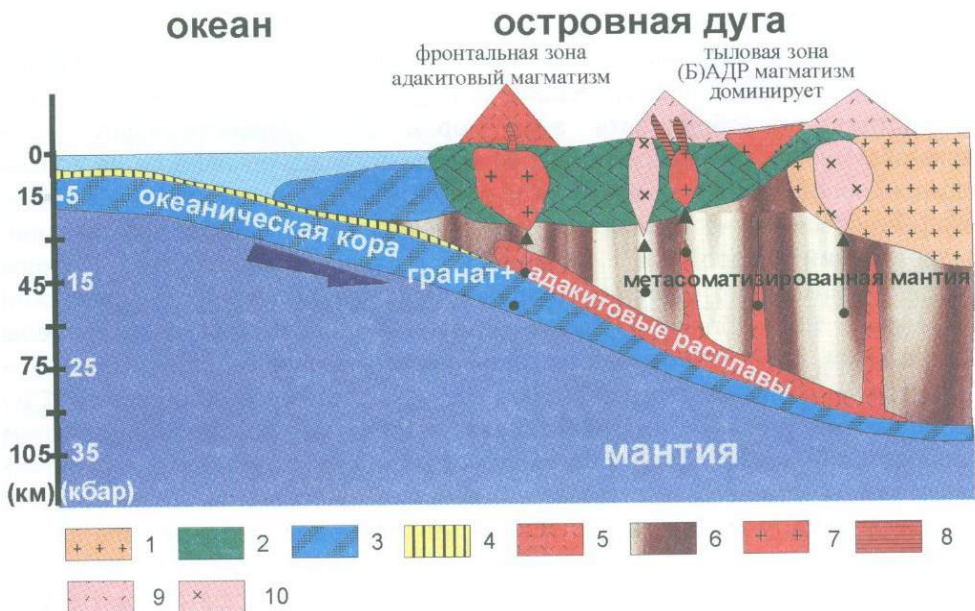 океан
островная дуга
фронтальная зона
адакитовый магматизм
тыловая зона
(Б)АДР магматизм
доминирует
0
15
5
45
15
75
25
105
35
(км)
(кбар)
океаническая кора
гранат+ адакитовые расплавы
метасоматизированная мантия
мантия
1
2
3
4
5
6
7
8
9
10